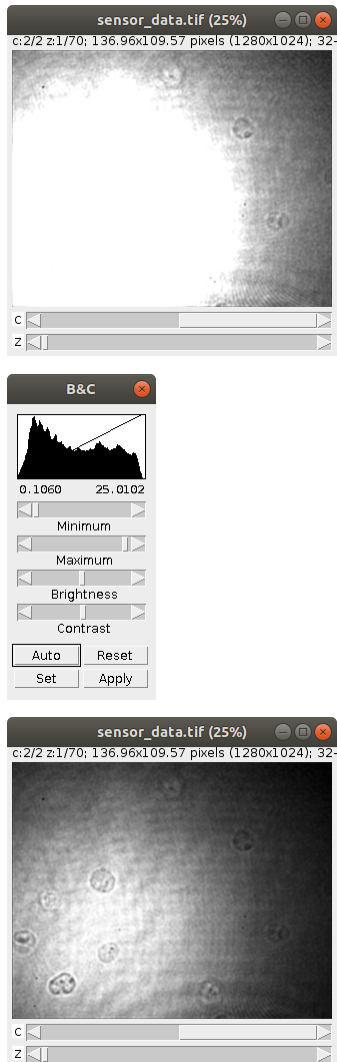 sensor_data.tif (25%)
c:2/2 z:1/70; 136.96x109.57 pixels (1280x1024); 32-
C
Z
B&C
0.1060 25.0102
Minimum
Maximum
Brightness
Contrast
Auto Reset
Set Apply
sensor_data.tif (25%)
c:2/2 z:1/70; 136.96x109.57 pixels (1280x1024); 32-
C
Z